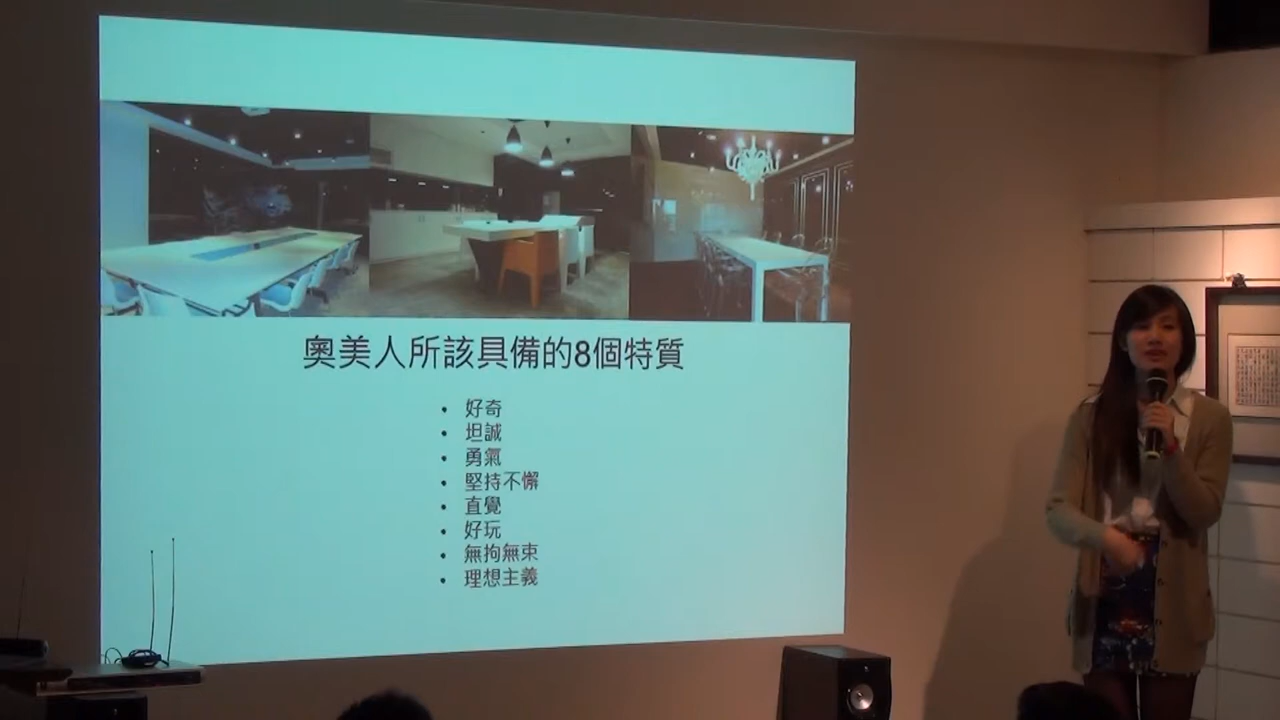 奧美人所該具備的8個特質
• 好奇
• 坦誠
• 勇氣
• 堅持不懈
• 直覺
• 好玩
• 無拘無束
• 理想主義